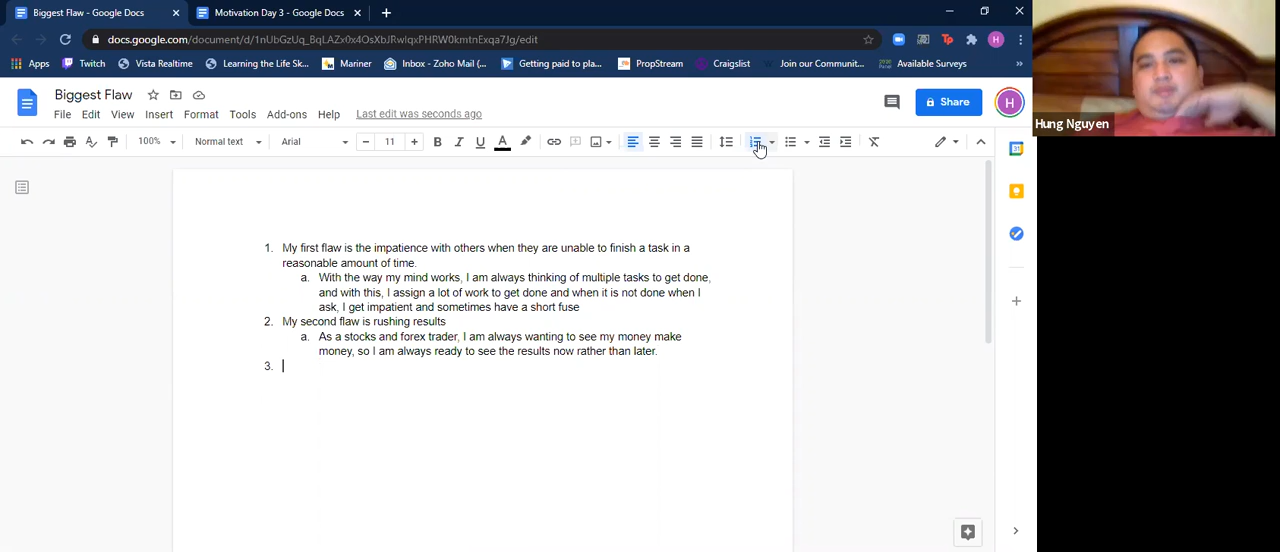 Biggest Flaw - Google Docs
Motivation Day 3 - Google Docs
Apps
Twitch
Vista Realtime
Learning the Life Sk...
Mariner
Inbox - Zoho Mail (...
Getting paid to pla...
PropStream
Craigslist
Join our Communit...
Available Surveys
»
Biggest Flaw
File Edit View Insert Format Tools Add-ons Help Last edit was seconds ago
Share
H
100% Normal text Arial 11 B I U A
31
1. My first flaw is the impatience with others when they are unable to finish a task in a
reasonable amount of time.
a. With the way my mind works, I am always thinking of multiple tasks to get done,
and with this, I assign a lot of work to get done and when it is not done when I
ask, I get impatient and sometimes have a short fuse
2. My second flaw is rushing results
a. As a stocks and forex trader, I am always wanting to see my money make
money, so I am always ready to see the results now rather than later.
3.
Hung Nguyen